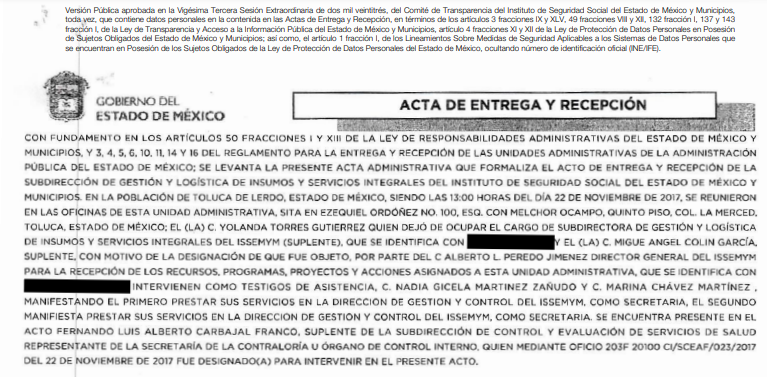 Versión Pública aprobada en la Vigésima Tercera Sesión Extraordinaria de dos mil veintitrés, del Comité de Transparencia del Instituto de Seguridad Social del Estado de México y Municipios,
toda vez, que contiene datos personales en la contenida en las Actas de Entrega y Recepción, en términos de los artículos 3 fracciones IX y XLV, 49 fracciones VIII y XII, 132 fracción I, 137 y 143
fracción I, de la Ley de Transparencia y Acceso a la Información Pública del Estado de México y Municipios, artículo 4 fracciones XI y XII de la Ley de Protección de Datos Personales en Posesión
de Sujetos Obligados del Estado de México y Municipios; así como, el artículo 1 fracción I, de los Lineamientos Sobre Medidas de Seguridad Aplicables a los Sistemas de Datos Personales que
se encuentran en Posesión de los Sujetos Obligados de la Ley de Protección de Datos Personales del Estado de México, ocultando número de identificación oficial (INE/IFE).
GOBIERNO DEL
ESTADO DE MÉXICO
ACTA DE ENTREGA Y RECEPCIÓN
CON FUNDAMENTO EN LOS ARTÍCULOS 50 FRACCIONES I Y XIII DE LA LEY DE RESPONSABILIDADES ADMINISTRATIVAS DEL ESTADO DE MÉXICO Y
MUNICIPIOS, Y 3, 4, 5, 6, 10, 11, 14 Y 16 DEL REGLAMENTO PARA LA ENTREGA Y RECEPCIÓN DE LAS UNIDADES ADMINISTRATIVAS DE LA ADMINISTRACIÓN
PÚBLICA DEL ESTADO DE MÉXICO; SE LEVANTA LA PRESENTE ACTA ADMINISTRATIVA QUE FORMALIZA EL ACTO DE ENTREGA Y RECEPCIÓN DE LA
SUBDIRECCIÓN DE GESTIÓN Y LOGÍSTICA DE INSUMOS Y SERVICIOS INTEGRALES DEL INSTITUTO DE SEGURIDAD SOCIAL DEL ESTADO DE MÉXICO Y
MUNICIPIOS. EN LA POBLACIÓN DE TOLUCA DE LERDO, ESTADO DE MÉXICO, SIENDO LAS 13:00 HORAS DEL DÍA 22 DE NOVIEMBRE DE 2017, SE REUNIERON
EN LAS OFICINAS DE ESTA UNIDAD ADMINISTRATIVA, SITA EN EZEQUIEL ORDÓÑEZ NO. 100, ESQ. CON MELCHOR OCAMPO, QUINTO PISO, COL. LA MERCED,
TOLUCA, ESTADO DE MÉXICO; EL (LA) C. YOLANDA TORRES GUTIERREZ QUIEN DEJÓ DE OCUPAR EL CARGO DE SUBDIRECTORA DE GESTIÓN Y LOGÍSTICA
DE INSUMOS Y SERVICIOS INTEGRALES DEL ISSEMYM (SUPLENTE), QUE SE IDENTIFICA CON Y EL (LA) C. MIGUE ANGEL COLIN GARCÍA,
SUPLENTE, CON MOTIVO DE LA DESIGNACIÓN DE QUE FUE OBJETO, POR PARTE DEL C ALBERTO L. PEREDO JIMENEZ DIRECTOR GENERAL DEL ISSEMYM
PARA LA RECEPCIÓN DE LOS RECURSOS, PROGRAMAS, PROYECTOS Y ACCIONES ASIGNADOS A ESTA UNIDAD ADMINISTRATIVA, QUE SE IDENTIFICA CON
INTERVIENEN COMO TESTIGOS DE ASISTENCIA, C. NADIA GICELA MARTINEZ ZAÑUDO Y C. MARINA CHÁVEZ MARTÍNEZ ,
MANIFESTANDO EL PRIMERO PRESTAR SUS SERVICIOS EN LA DIRECCION DE GESTION Y CONTROL DEL ISSEMYM, COMO SECRETARIA, EL SEGUNDO
MANIFIESTA PRESTAR SUS SERVICIOS EN LA DIRECCION DE GESTION Y CONTROL DEL ISSEMYM, COMO SECRETARIA. SE ENCUENTRA PRESENTE EN EL
ACTO FERNANDO LUIS ALBERTO CARBAJAL FRANCO, SUPLENTE DE LA SUBDIRECCIÓN DE CONTROL Y EVALUACIÓN DE SERVICIOS DE SALUD
REPRESENTANTE DE LA SECRETARÍA DE LA CONTRALORÍA U ÓRGANO DE CONTROL INTERNO, QUIEN MEDIANTE OFICIO 203F 20100 CI/SCEAF/023/2017
DEL 22 DE NOVIEMBRE DE 2017 FUE DESIGNADO(A) PARA INTERVENIR EN EL PRESENTE ACTO.